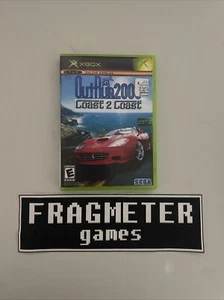 XBOX
OutRun2006
Coast 2 Coast
E
SEGA
FRAGMETER
games